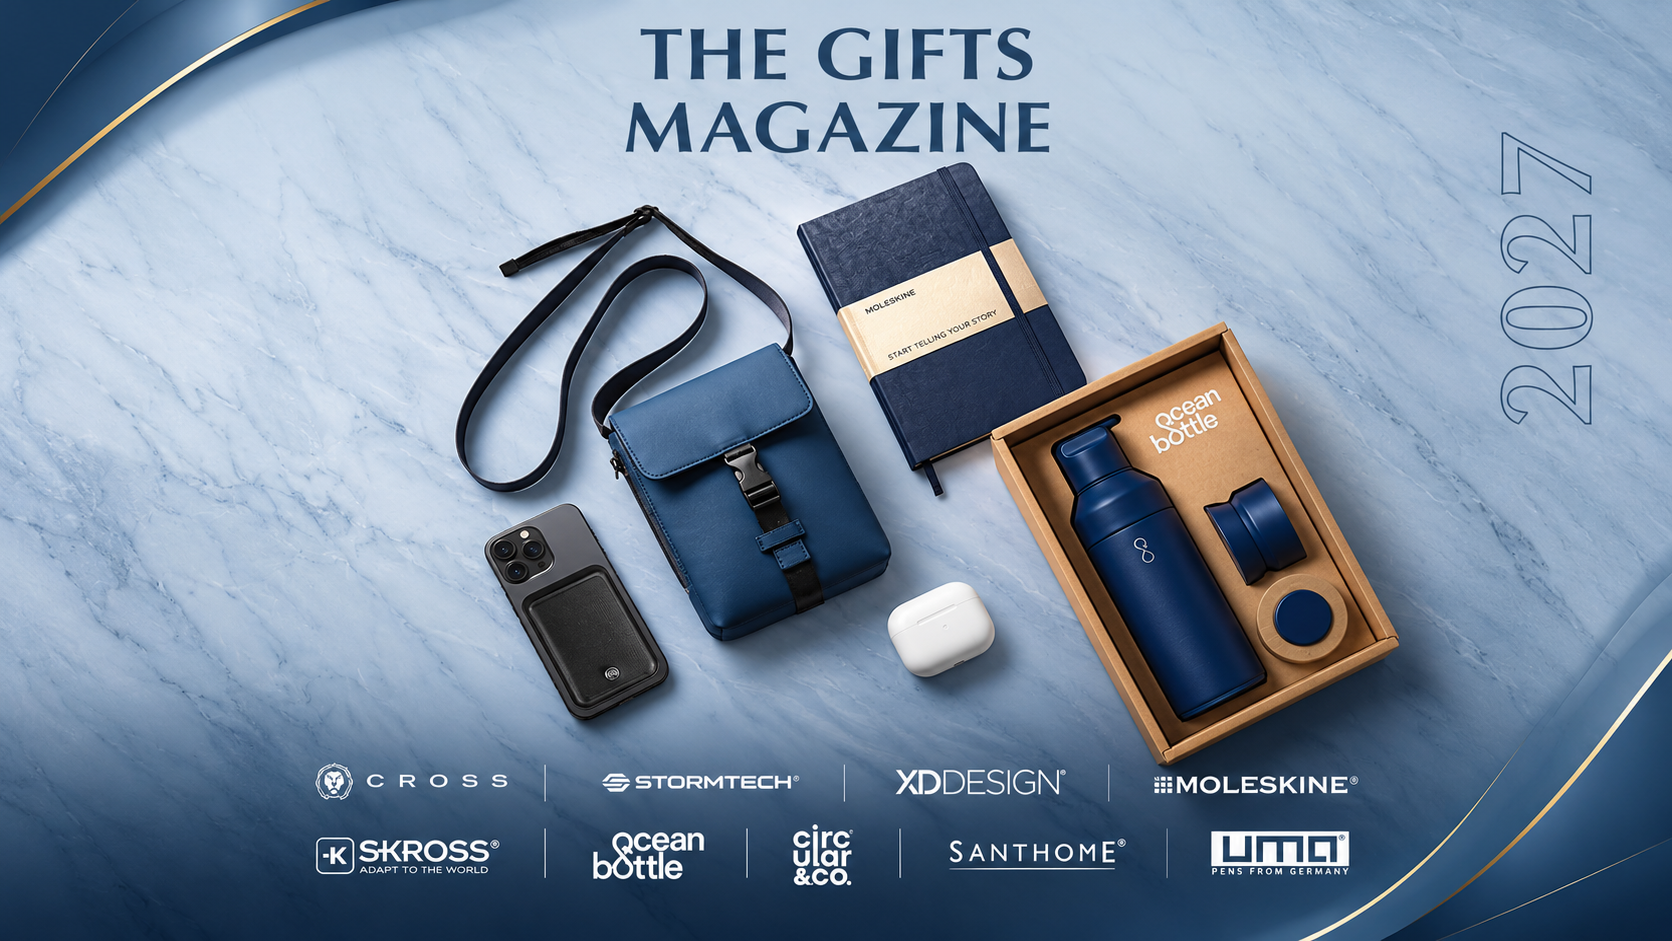 THE GIFTS
MAGAZINE
2027
MOLESKINE
START TELLING YOUR STORY
ocean
bottle
CROSS
STORMTECH®
XDDESIGN®
MOLESKINE®
-K SKROSS®
ADAPT TO THE WORLD
ocean
bottle
circ
ular®
&co.
SANTHOME®
uma®
PENS FROM GERMANY